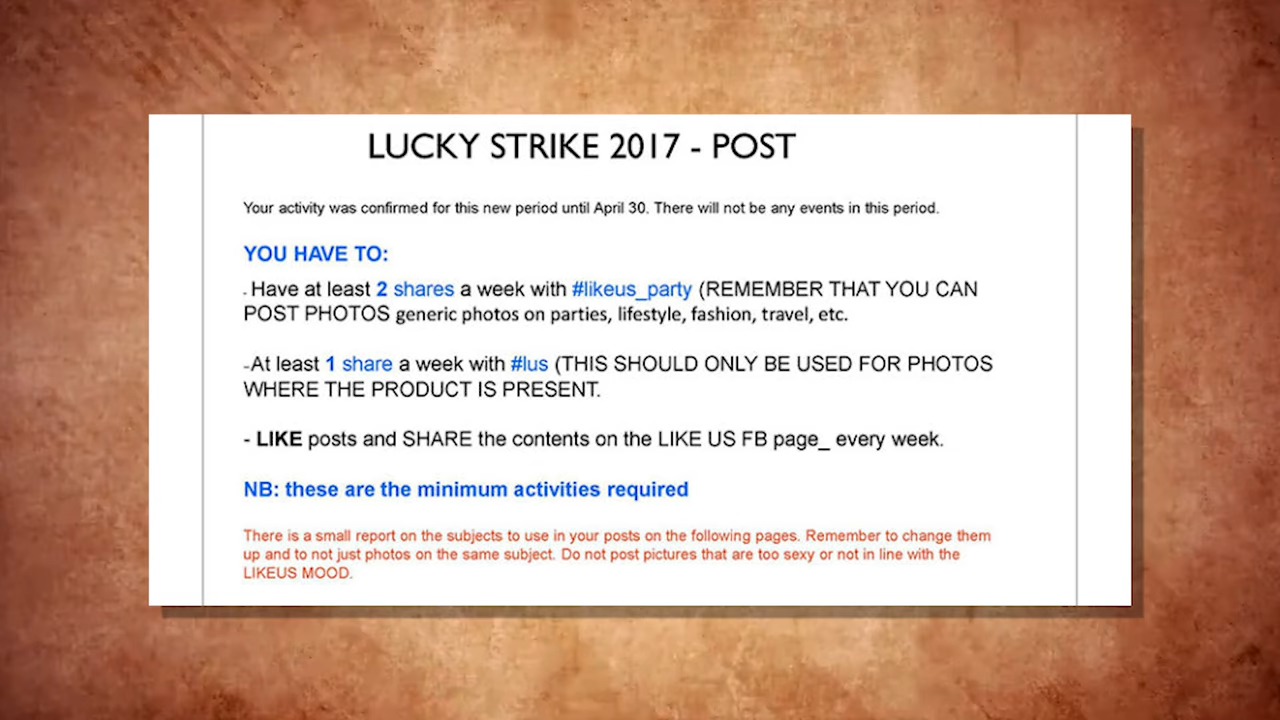 LUCKY STRIKE 2017 - POST
Your activity was confirmed for this new period until April 30. There will not be any events in this period.
YOU HAVE TO:
- Have at least 2 shares a week with #likeus_party (REMEMBER THAT YOU CAN
POST PHOTOS generic photos on parties, lifestyle, fashion, travel, etc.
-At least 1 share a week with #lus (THIS SHOULD ONLY BE USED FOR PHOTOS
WHERE THE PRODUCT IS PRESENT.
- LIKE posts and SHARE the contents on the LIKE US FB page_ every week.
NB: these are the minimum activities required
There is a small report on the subjects to use in your posts on the following pages. Remember to change them
up and to not just photos on the same subject. Do not post pictures that are too sexy or not in line with the
LIKEUS MOOD.